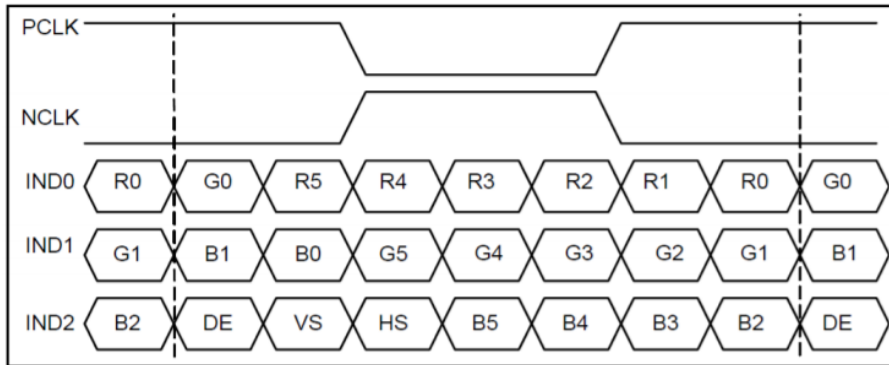 PCLK
NCLK
IND0 R0 G0 R5 R4 R3 R2 R1 R0 G0
IND1 G1 B1 B0 G5 G4 G3 G2 G1 B1
IND2 B2 DE VS HS B5 B4 B3 B2 DE